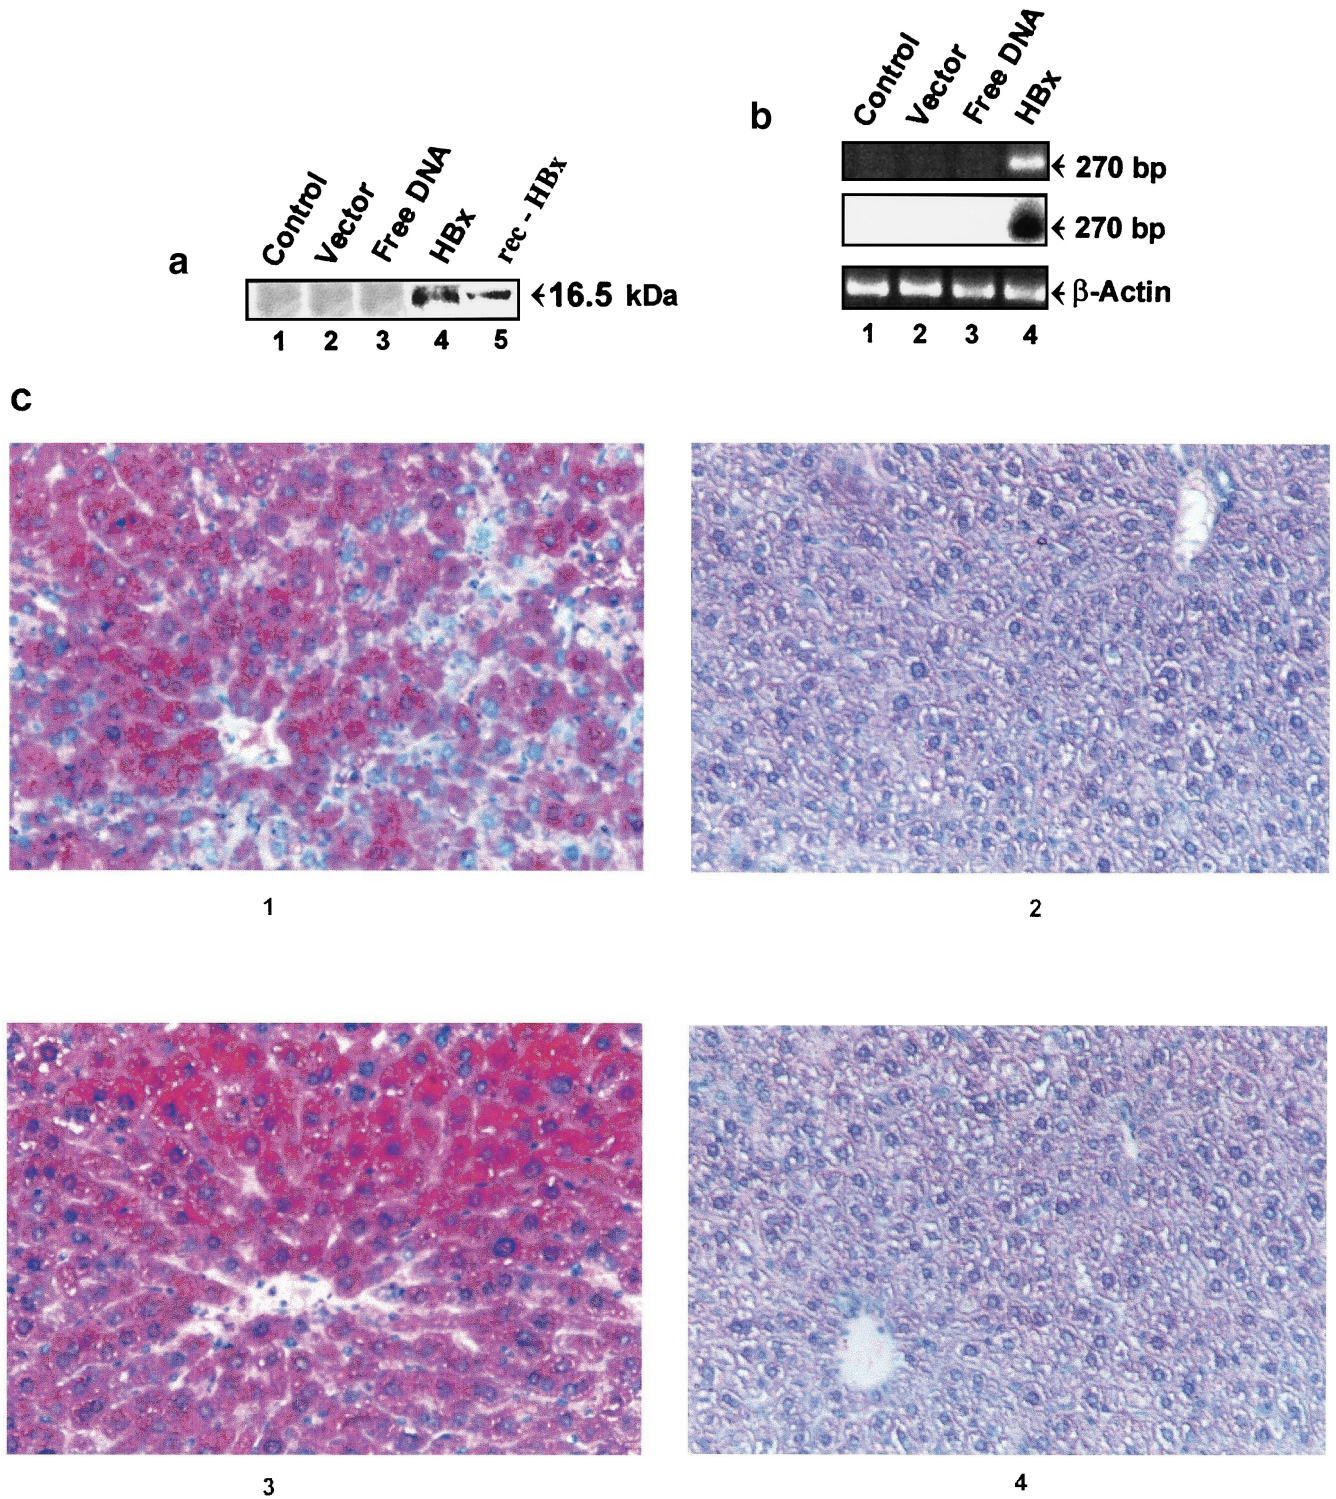 a
Control
Vector
Free DNA
HBx
rec - HBx
16.5 kDa
1 2 3 4 5
b
Control
Vector
Free DNA
HBx
270 bp
270 bp
β-Actin
1 2 3 4
c
1
2
3
4